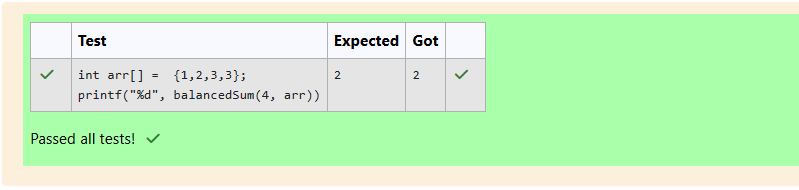 Test Expected Got
int arr[] =  {1,2,3,3}; 2 2
printf("%d", balancedSum(4, arr))
Passed all tests!